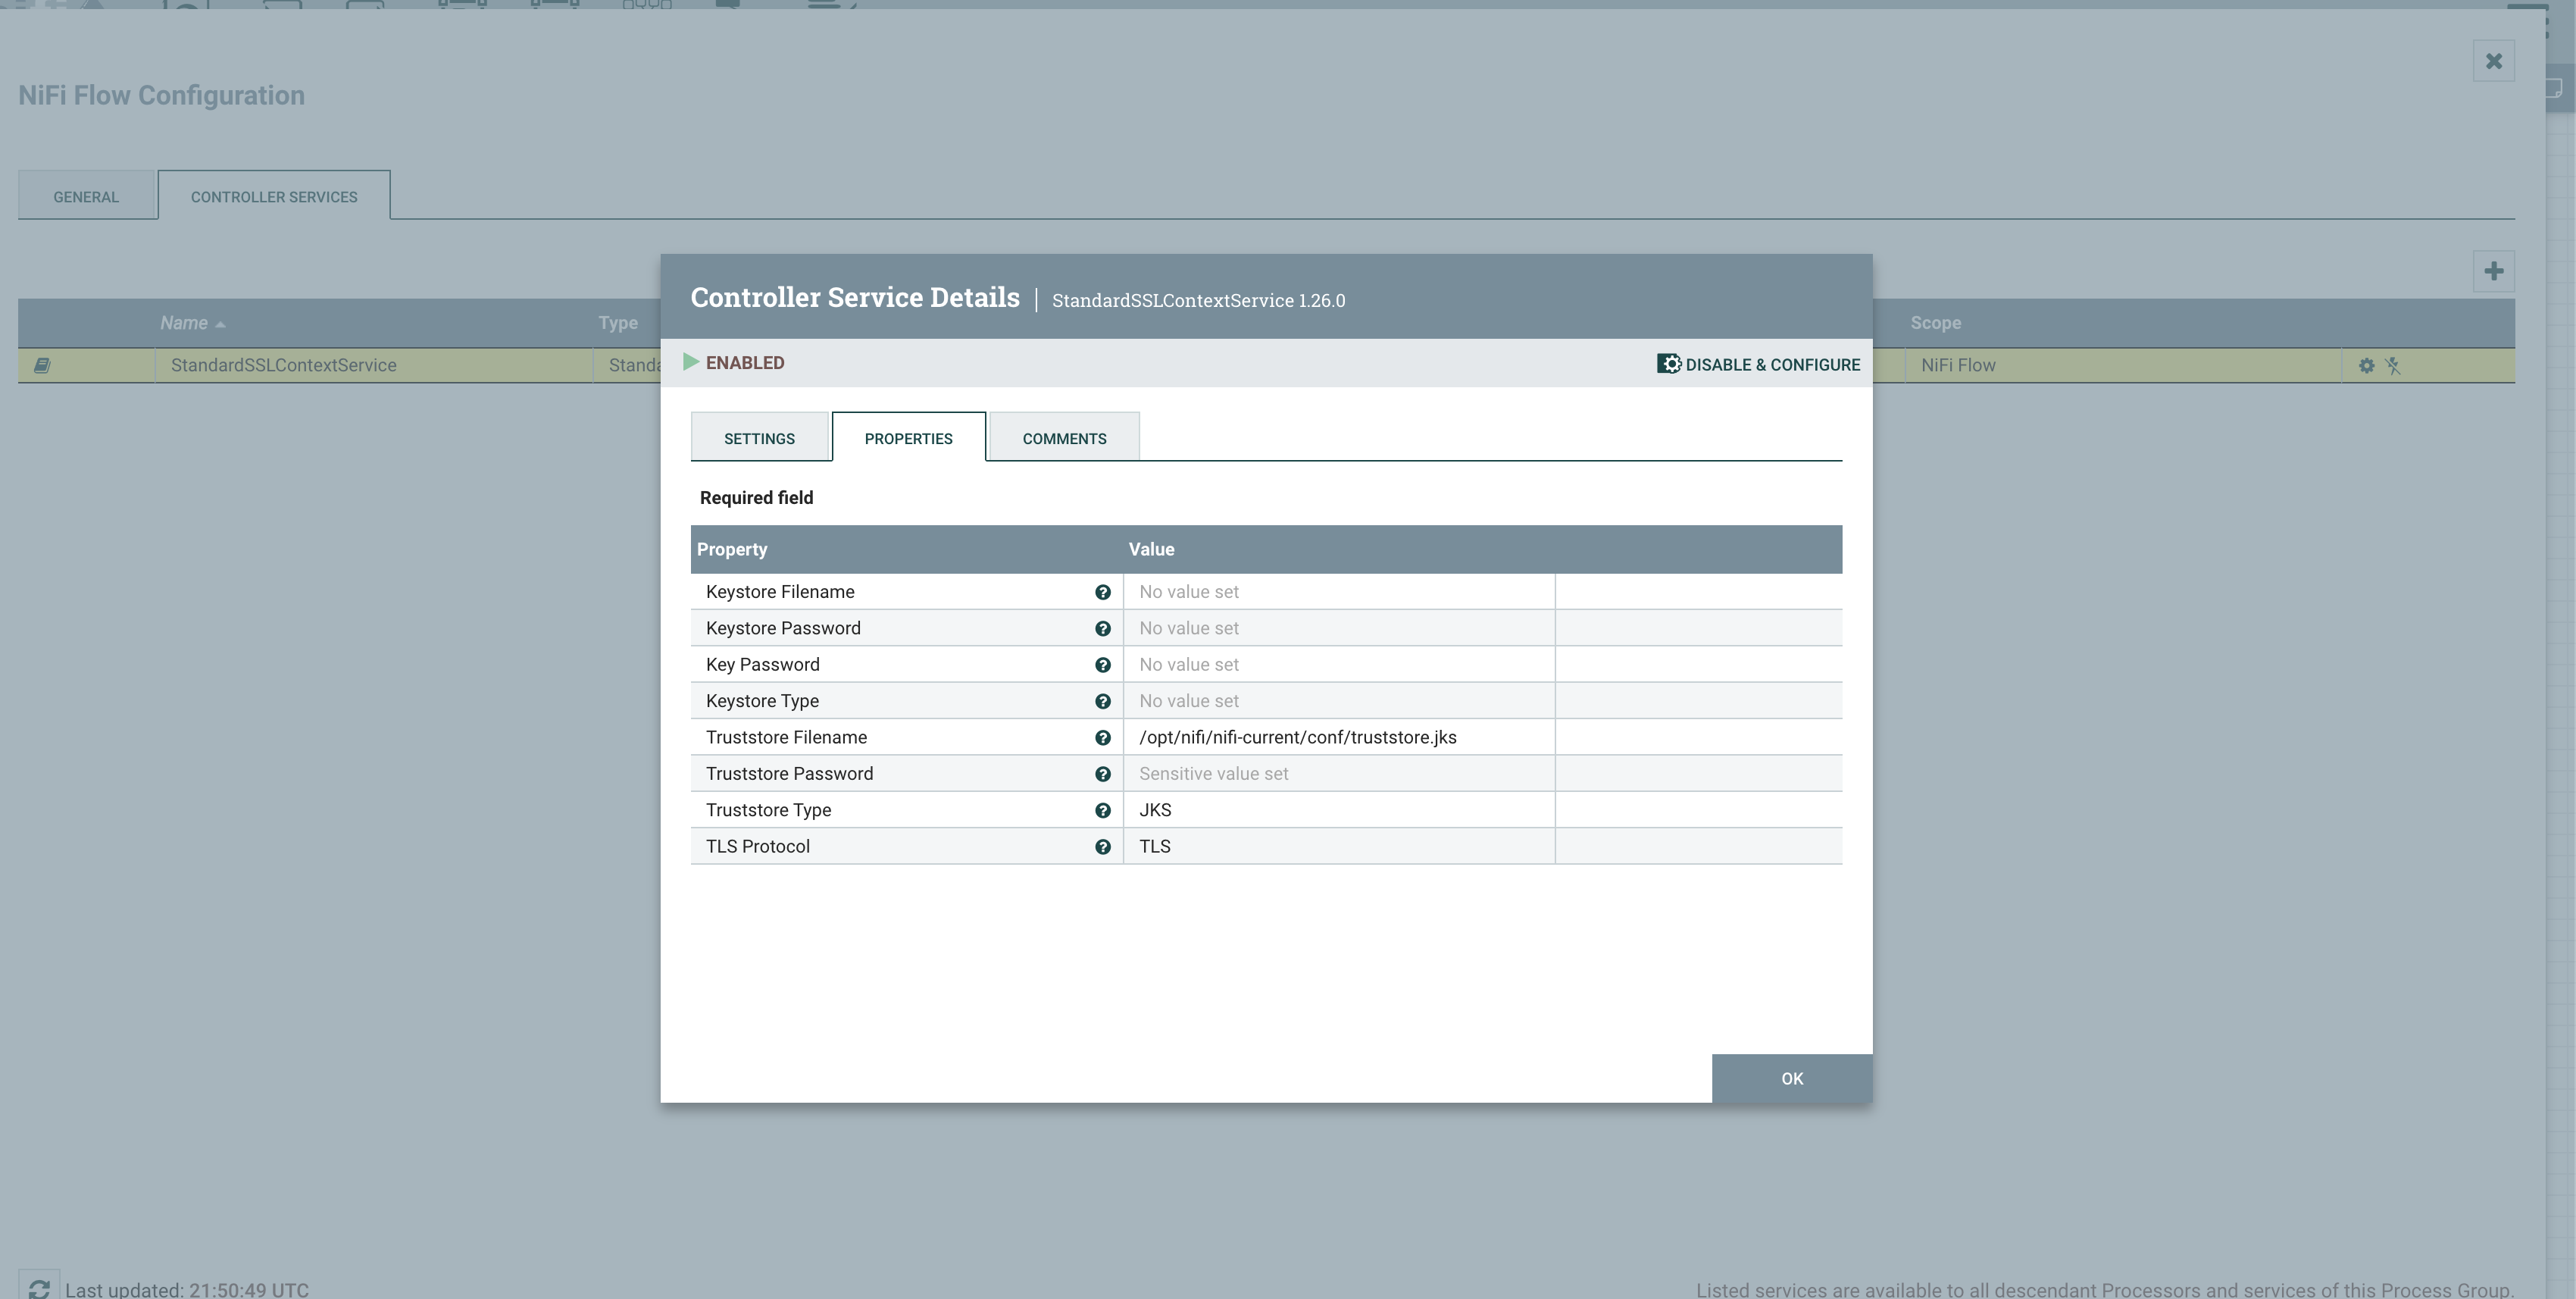 NiFi Flow Configuration
GENERAL
CONTROLLER SERVICES
Name
Type
Scope
StandardSSLContextService
Standa
NiFi Flow
Controller Service Details
StandardSSLContextService 1.26.0
ENABLED
DISABLE & CONFIGURE
SETTINGS
PROPERTIES
COMMENTS
Required field
Property
Value
Keystore Filename
No value set
Keystore Password
No value set
Key Password
No value set
Keystore Type
No value set
Truststore Filename
/opt/nifi/nifi-current/conf/truststore.jks
Truststore Password
Sensitive value set
Truststore Type
JKS
TLS Protocol
TLS
OK
Last updated: 21:50:49 UTC
Listed services are available to all descendant Processors and services of this Process Group.